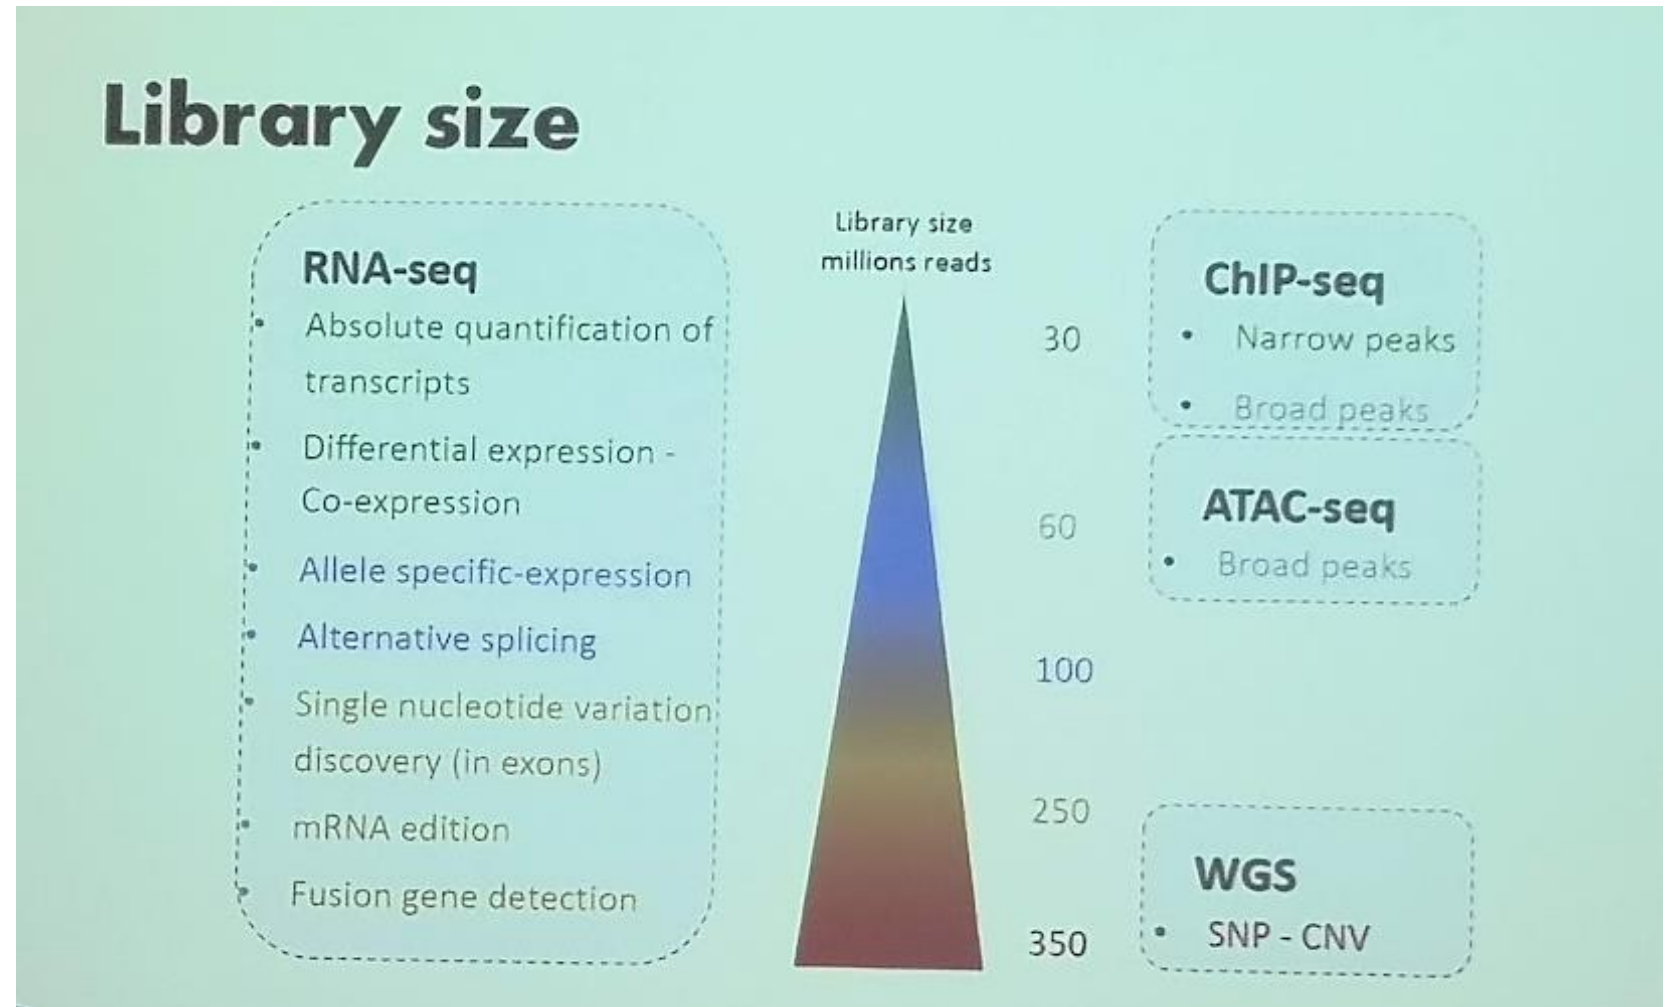 Library size
RNA-seq
• Absolute quantification of
transcripts
• Differential expression -
Co-expression
• Allele specific-expression
• Alternative splicing
• Single nucleotide variation
discovery (in exons)
• mRNA edition
• Fusion gene detection
Library size
millions reads
30
60
100
250
350
ChIP-seq
• Narrow peaks
• Broad peaks
ATAC-seq
• Broad peaks
WGS
• SNP - CNV